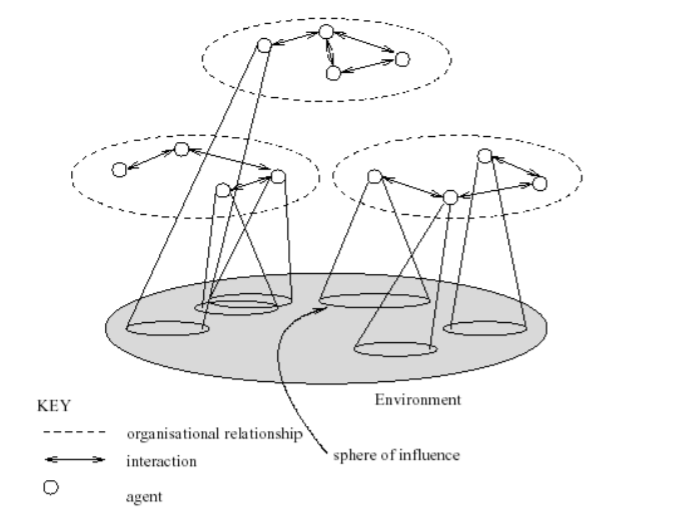 Environment
KEY
organisational relationship
sphere of influence
interaction
agent